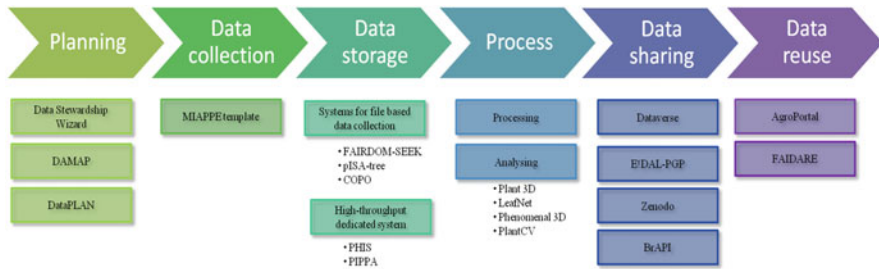 Planning
Data
collection
Data
storage
Process
Data
sharing
Data
reuse
Data Stewardship
Wizard
DAMAP
DataPLAN
MIAPPE template
Systems for file based
data collection
• FAIRDOM-SEEK
• pISA-tree
• COPO
High-throughput
dedicated system
• PHIS
• PIPPA
Processing
Analysing
• Plant 3D
• LeafNet
• Phenomenal 3D
• PlantCV
Dataverse
E!DAL-PGP
Zenodo
BrAPI
AgroPortal
FAIDARE